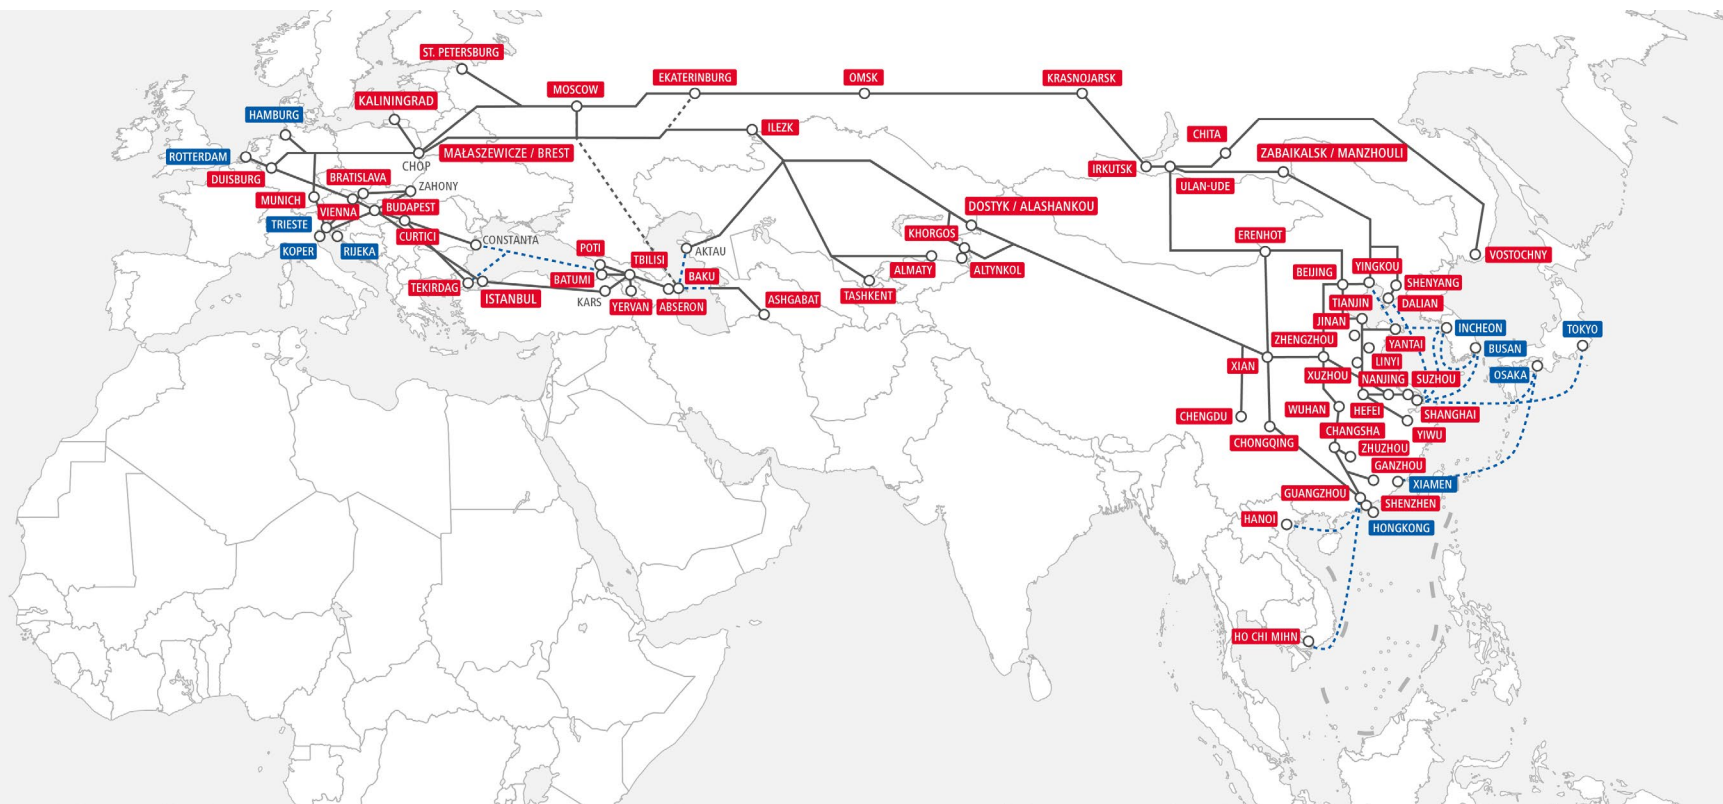 ST. PETERSBURG
MOSCOW
EKATERINBURG
OMSK
KRASNOJARSK
KALININGRAD
HAMBURG
ILEZK
CHITA
ROTTERDAM
CHOP
MAŁASZEWICZE / BREST
ZABAIKALSK / MANZHOULI
DUISBURG
BRATISLAVA
ZAHONY
IRKUTSK
ULAN-UDE
MUNICH
VIENNA
BUDAPEST
DOSTYK / ALASHANKOU
TRIESTE
CURTICI
CONSTANTA
KHORGOS
ERENHOT
KOPER
RIJEKA
POTI
TBILISI
AKTAU
VOSTOCHNY
BATUMI
BAKU
ALMATY
ALTYNKOL
BEIJING
YINGKOU
SHENYANG
TEKIRDAG
ISTANBUL
KARS
YERVAN
ABSERON
ASHGABAT
TASHKENT
TIANJIN
DALIAN
JINAN
INCHEON
TOKYO
ZHENGZHOU
YANTAI
BUSAN
XIAN
LINYI
OSAKA
XUZHOU
NANJING
SUZHOU
CHENGDU
WUHAN
HEFEI
SHANGHAI
CHONGQING
CHANGSHA
YIWU
ZHUZHOU
GANZHOU
XIAMEN
GUANGZHOU
SHENZHEN
HANOI
HONGKONG
HO CHI MIHN